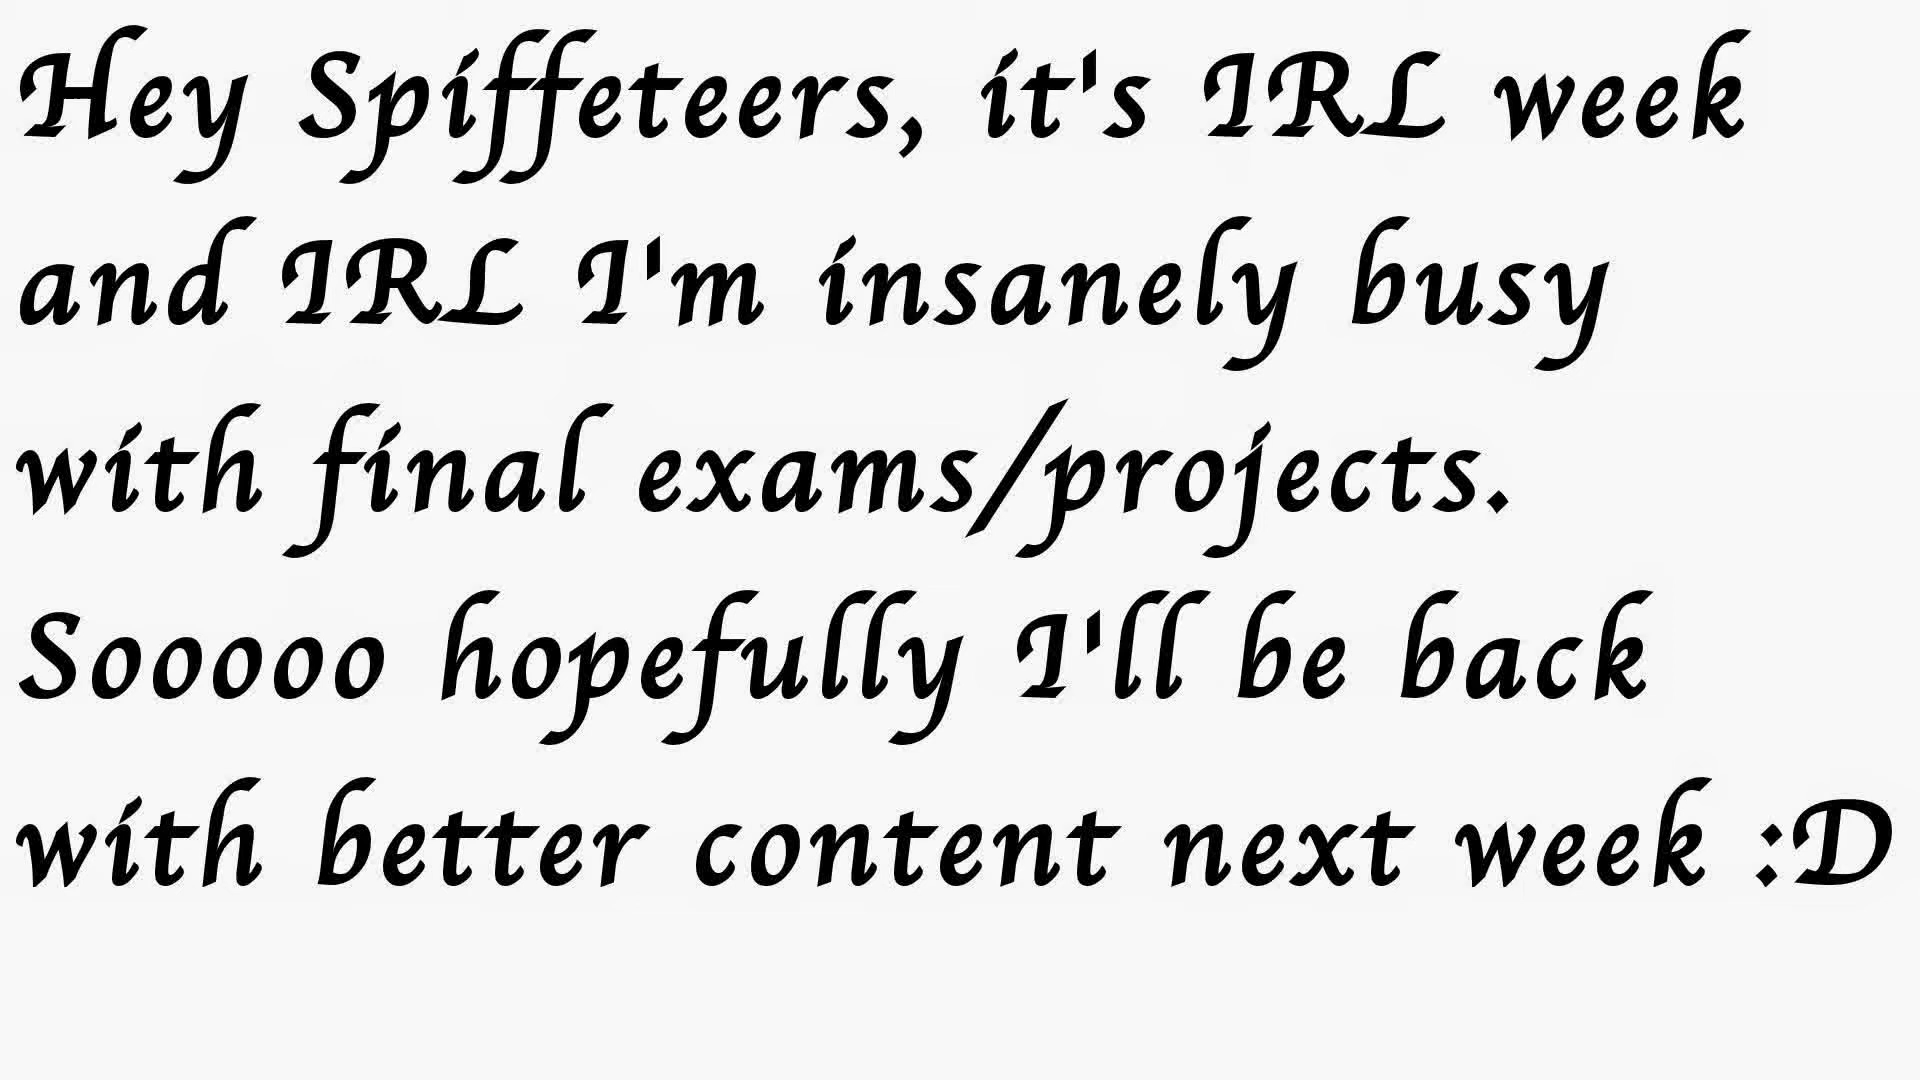 Hey Spiffeteers, it's IRL week
and IRL I'm insanely busy
with final exams/projects.
Sooooo hopefully I'll be back
with better content next week :D